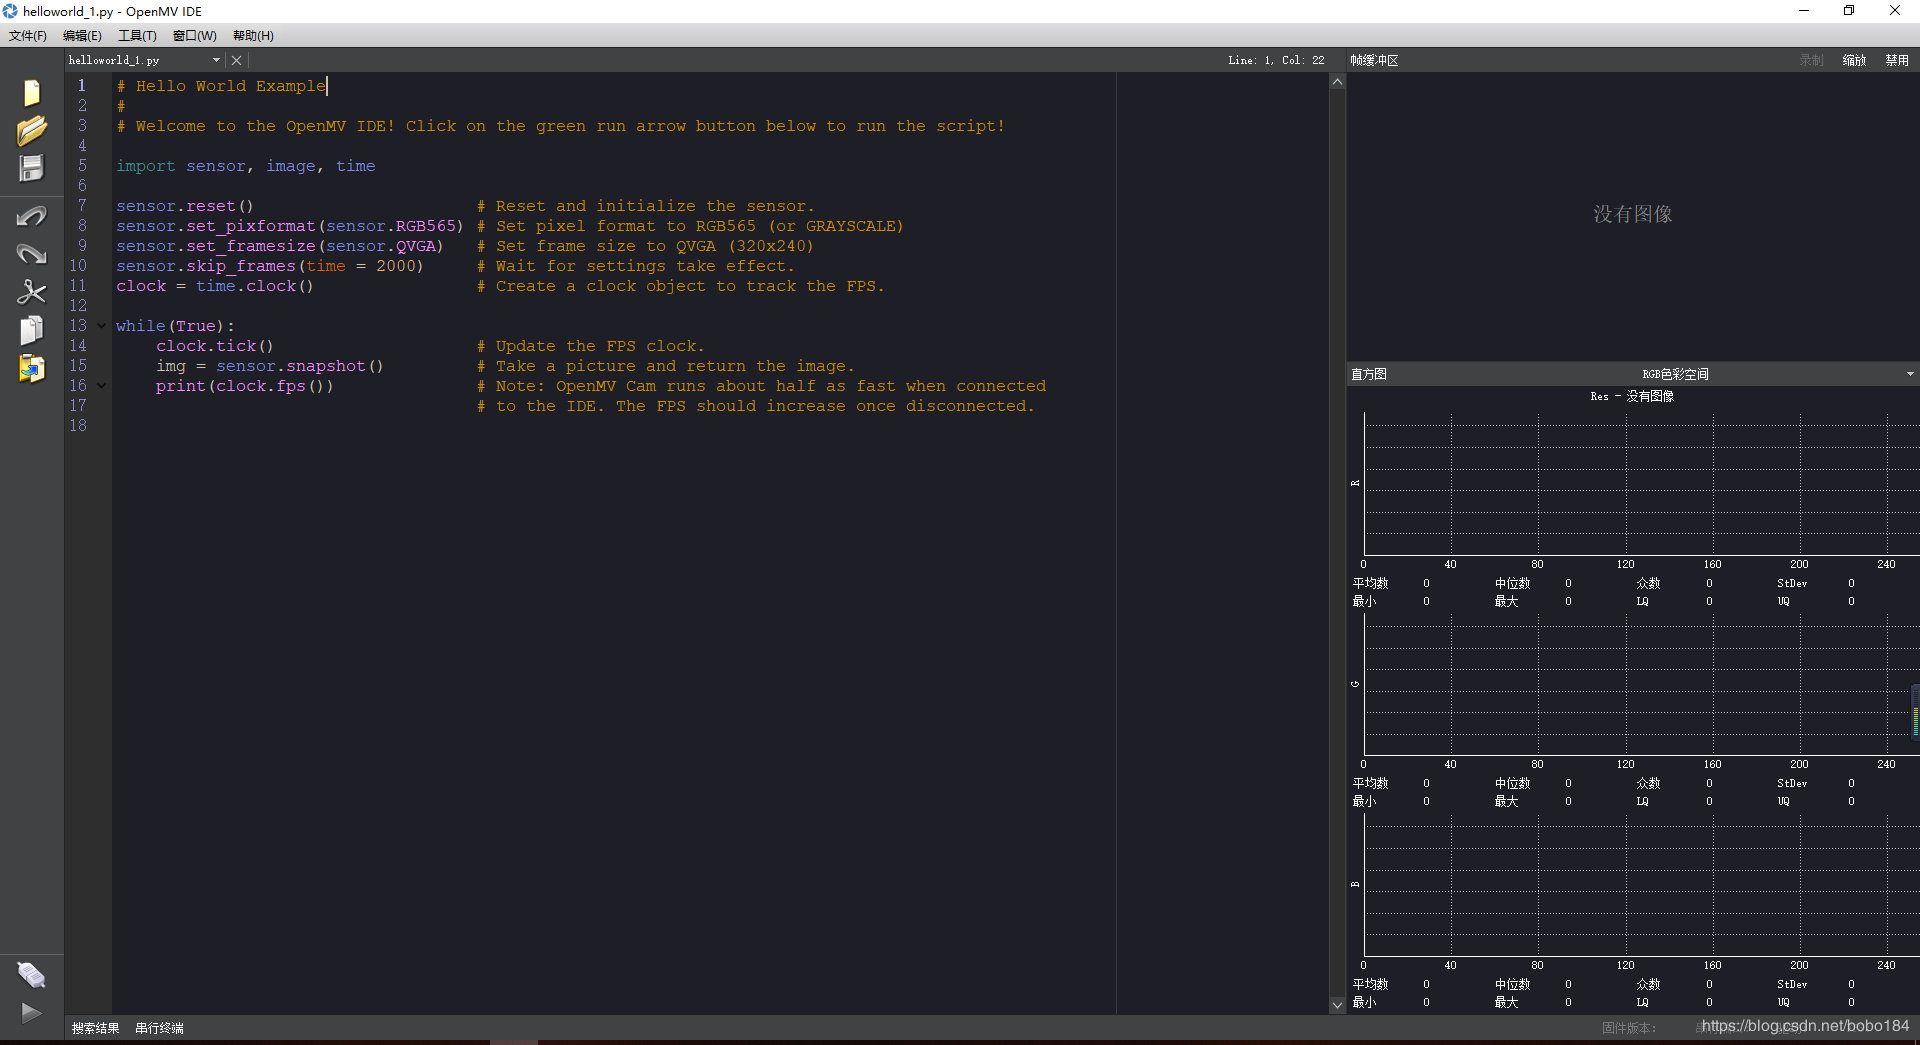 helloworld_1.py - OpenMV IDE
文件(F) 编辑(E) 工具(T) 窗口(W) 帮助(H)
helloworld_1.py Line: 1, Col: 22 帧缓冲区 录制 缩放 禁用
1 # Hello World Example
2 #
3 # Welcome to the OpenMV IDE! Click on the green run arrow button below to run the script!
4
5 import sensor, image, time
6
7 sensor.reset() # Reset and initialize the sensor.
8 sensor.set_pixformat(sensor.RGB565) # Set pixel format to RGB565 (or GRAYSCALE)
9 sensor.set_framesize(sensor.QVGA) # Set frame size to QVGA (320x240)
10 sensor.skip_frames(time = 2000) # Wait for settings take effect.
11 clock = time.clock() # Create a clock object to track the FPS.
12
13 while(True):
14 clock.tick() # Update the FPS clock.
15 img = sensor.snapshot() # Take a picture and return the image.
16 print(clock.fps()) # Note: OpenMV Cam runs about half as fast when connected
17 # to the IDE. The FPS should increase once disconnected.
18
没有图像
直方图 RGB色彩空间
Res - 没有图像
R
0 40 80 120 160 200 240
平均数 0 中位数 0 众数 0 StDev 0
最小 0 最大 0 LQ 0 UQ 0
G
0 40 80 120 160 200 240
平均数 0 中位数 0 众数 0 StDev 0
最小 0 最大 0 LQ 0 UQ 0
B
0 40 80 120 160 200 240
平均数 0 中位数 0 众数 0 StDev 0
最小 0 最大 0 LQ 0 UQ 0
搜索结果 串行终端 固件版本:
https://blog.csdn.net/bobo184